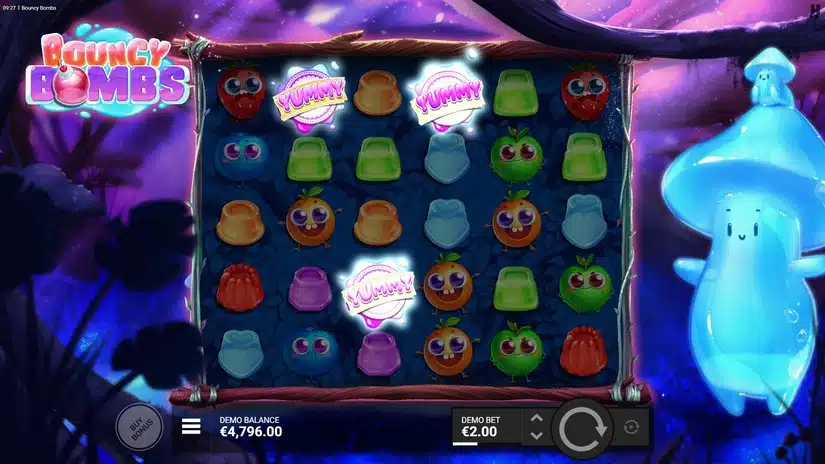 09:27 | Bouncy Bombs
BOUNCY
BOMBS
YUMMY
YUMMY
YUMMY
BUY
BONUS
DEMO BALANCE
€4,796.00
DEMO BET
€2.00